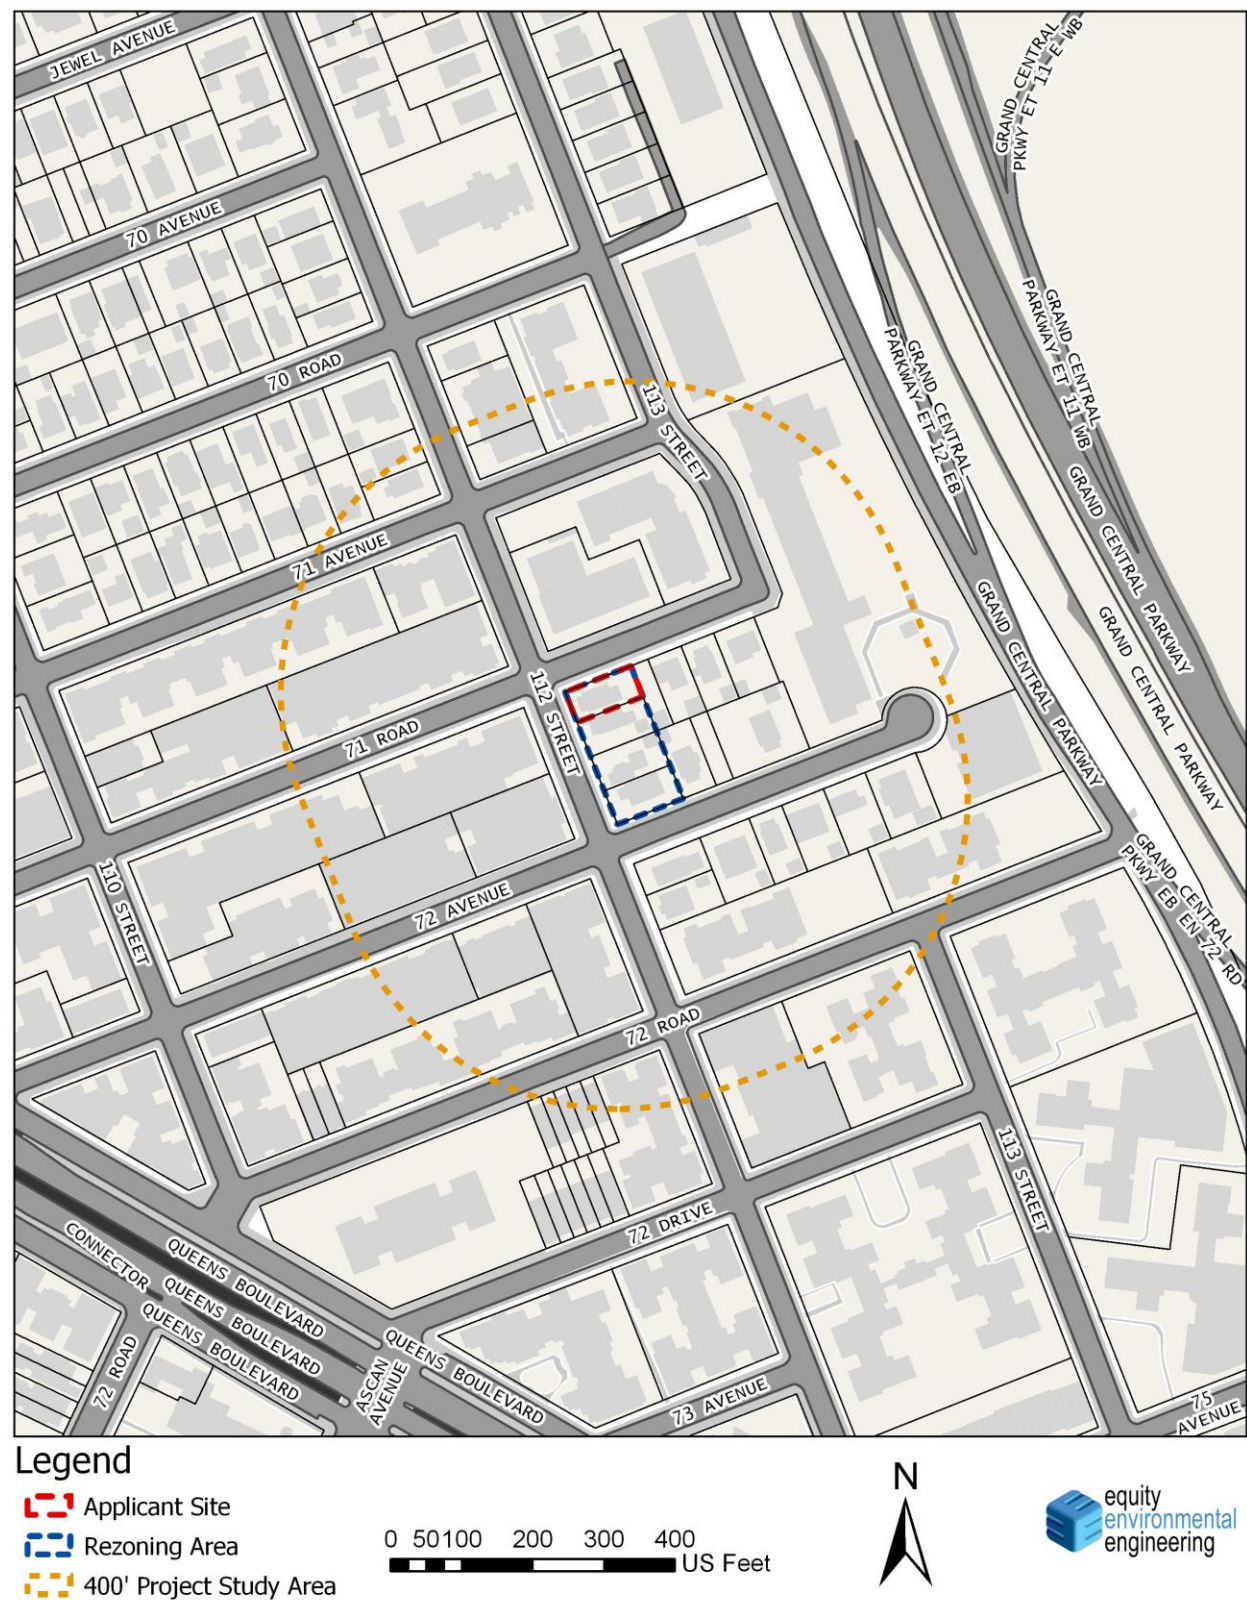 JEWEL AVENUE
GRAND CENTRAL
PKWY ET 11 E WB
70 AVENUE
GRAND CENTRAL
PARKWAY ET 11 WB
70 ROAD
GRAND CENTRAL
PARKWAY ET 12 EB
113 STREET
GRAND CENTRAL PARKWAY
71 AVENUE
GRAND CENTRAL PARKWAY
GRAND CENTRAL PARKWAY
112 STREET
71 ROAD
GRAND CENTRAL
PKWY EB EN 72 RD
110 STREET
72 AVENUE
72 ROAD
113 STREET
72 DRIVE
CONNECTOR
QUEENS BOULEVARD
QUEENS BOULEVARD
QUEENS BOULEVARD
QUEENS BOULEVARD
72 ROAD
ASCAN
AVENUE
73 AVENUE
75
AVENUE
Legend
Applicant Site
Rezoning Area
400' Project Study Area
0 50 100 200 300 400
US Feet
N
equity
environmental
engineering